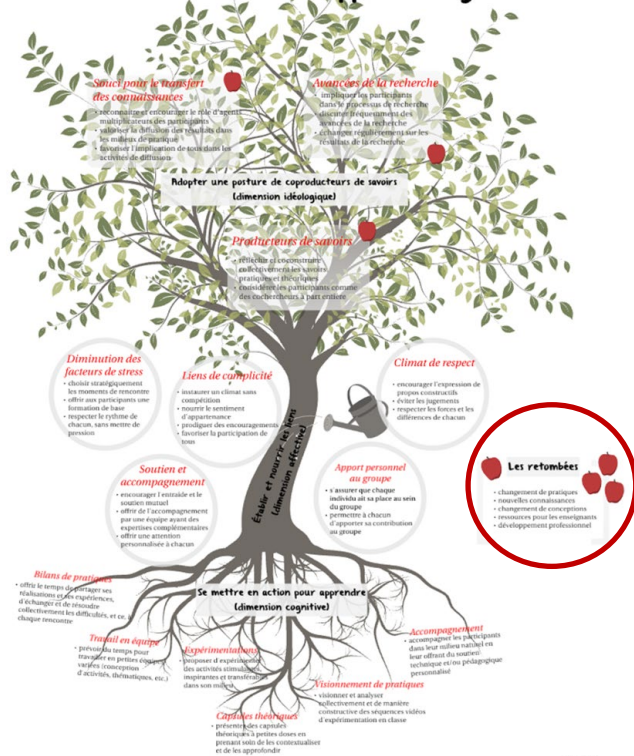 Souci pour le transfert
des connaissances
• reconnaître et encourager le rôle d'agents
multiplicateurs des participants
• valoriser la diffusion des résultats dans
les milieux de pratique
• favoriser l'implication de tous dans les
activités de diffusion
Avancées de la recherche
• impliquer les participants
dans le processus de recherche
• discuter fréquemment des
avancées de la recherche
• échanger régulièrement sur les
résultats de la recherche
Adopter une posture de coproducteurs de savoirs
(dimension idéologique)
Producteurs de savoirs
• réfléchir et coconstruire
collectivement les savoirs
pratiques et théoriques
• considérer les participants comme
des cochercheurs à part entière
Diminution des
facteurs de stress
• choisir stratégiquement
les moments de rencontre
• offrir aux participants une
formation de base
• respecter le rythme de
chacun, sans mettre de
pression
Liens de complicité
• instaurer un climat sans
compétition
• nourrir le sentiment
d'appartenance
• prodiguer des encouragements
• favoriser la participation de
tous
Climat de respect
• encourager l'expression de
propos constructifs
• éviter les jugements
• respecter les forces et les
différences de chacun
Établir et nourrir les liens
(dimension affective)
Soutien et
accompagnement
• encourager l'entraide et le
soutien mutuel
• offrir de l'accompagnement
par une équipe ayant des
expertises complémentaires
• offrir une attention
personnalisée à chacun
Apport personnel
au groupe
• s'assurer que chaque
individu ait sa place au sein
du groupe
• permettre à chacun
d'apporter sa contribution
au groupe
Les retombées
• changement de pratiques
• nouvelles connaissances
• changement de conceptions
• ressources pour les enseignants
• développement professionnel
Se mettre en action pour apprendre
(dimension cognitive)
Bilans de pratiques
• offrir le temps de partager ses
réalisations et ses expériences,
d'échanger et de résoudre
collectivement les difficultés, et ce, à
chaque rencontre
Travail en équipe
• prévoir du temps pour
travailler en petites équipes
variées (conception
d'activités, thématiques, etc.)
Expérimentations
• proposer d'expérimenter
des activités stimulantes,
inspirantes et transférables
dans son milieu
Capsules théoriques
• présenter des capsules
théoriques à petites doses en
prenant soin de les contextualiser
et de les approfondir
Visionnement de pratiques
• visionner et analyser
collectivement et de manière
constructive des séquences vidéos
d'expérimentation en classe
Accompagnement
• accompagner les participants
dans leur milieu naturel en
leur offrant du soutien
technique et/ou pédagogique
personnalisé